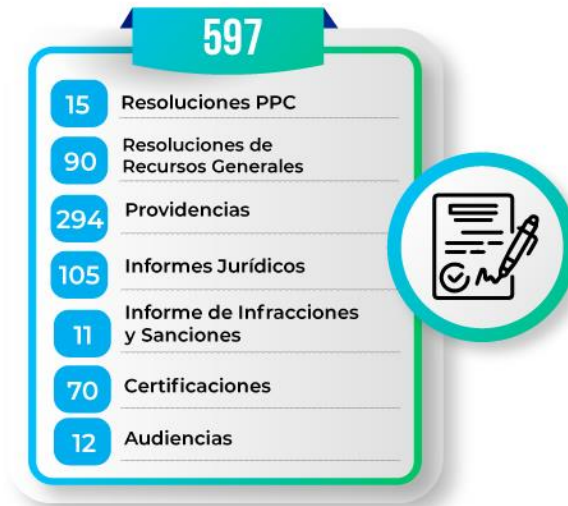 597
15 Resoluciones PPC
90 Resoluciones de
Recursos Generales
294 Providencias
105 Informes Jurídicos
11 Informe de Infracciones
y Sanciones
70 Certificaciones
12 Audiencias